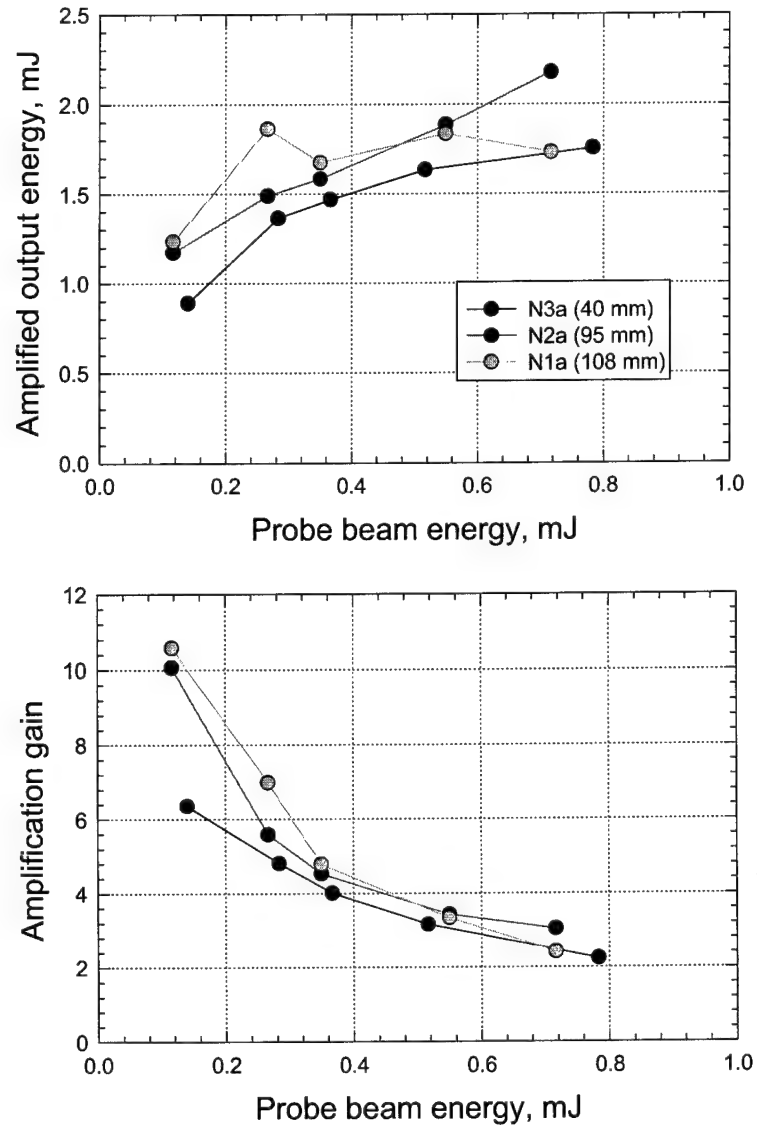 2.5
2.0
1.5
1.0
0.5
0.0
Amplified output energy, mJ
N3a (40 mm)
N2a (95 mm)
N1a (108 mm)
0.0 0.2 0.4 0.6 0.8 1.0
Probe beam energy, mJ
12
10
8
6
4
2
0
Amplification gain
0.0 0.2 0.4 0.6 0.8 1.0
Probe beam energy, mJ